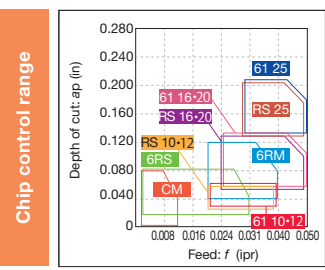 Chip control range
Depth of cut: ap (in)
0.280
0.240
0.200
0.160
0.120
0.080
0.040
0
61 25
RS 25
61 16•20
RS 16•20
RS 10•12
6RS
6RM
CM
61 10•12
0.008 0.016 0.024 0.031 0.040 0.050
Feed: f (ipr)